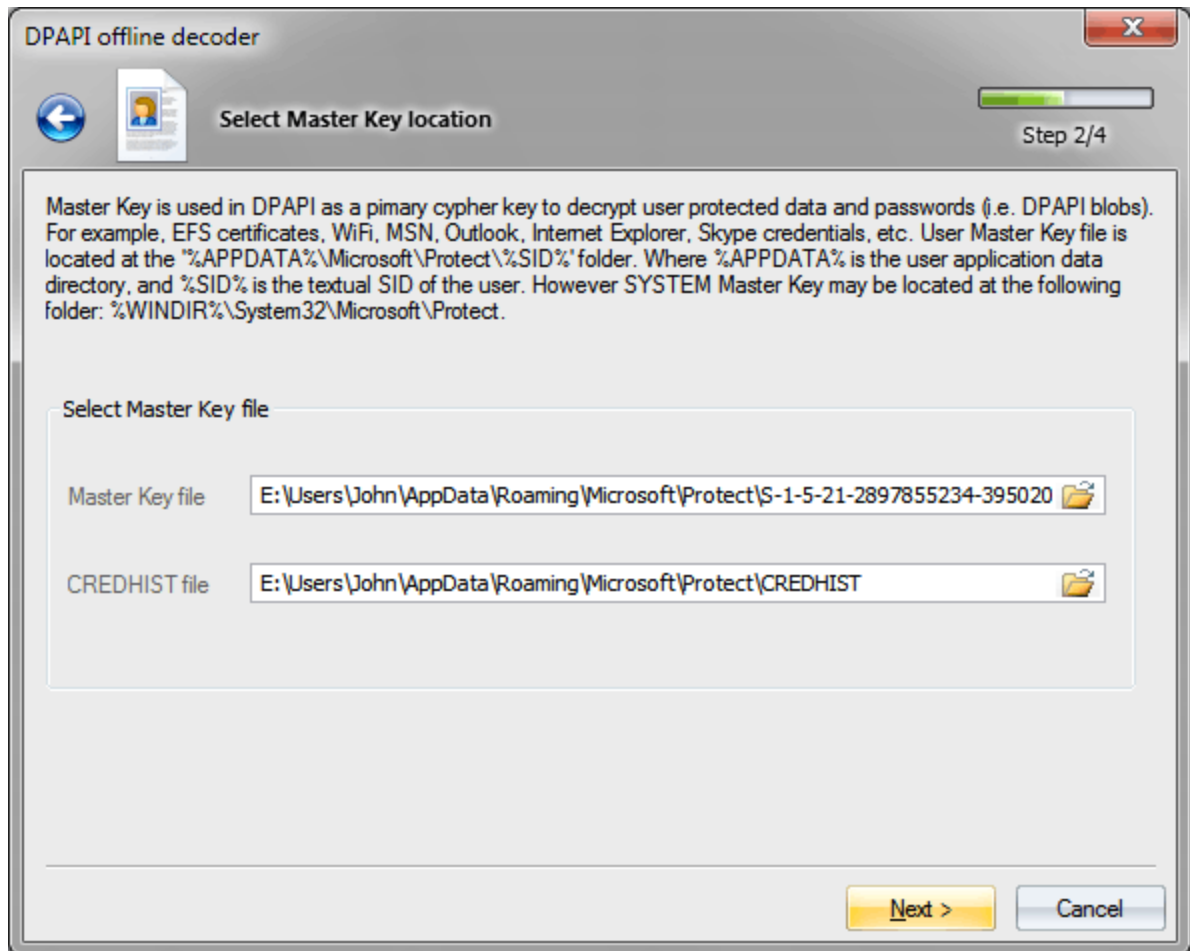 DPAPI offline decoder
Select Master Key location
Step 2/4
Master Key is used in DPAPI as a pimary cypher key to decrypt user protected data and passwords (i.e. DPAPI blobs).
For example, EFS certificates, WiFi, MSN, Outlook, Internet Explorer, Skype credentials, etc. User Master Key file is
located at the '%APPDATA%\Microsoft\Protect\%SID%' folder. Where %APPDATA% is the user application data
directory, and %SID% is the textual SID of the user. However SYSTEM Master Key may be located at the following
folder: %WINDIR%\System32\Microsoft\Protect.
Select Master Key file
Master Key file E:\Users\John\AppData\Roaming\Microsoft\Protect\S-1-5-21-2897855234-395020
CREDHIST file E:\Users\John\AppData\Roaming\Microsoft\Protect\CREDHIST
Next > Cancel